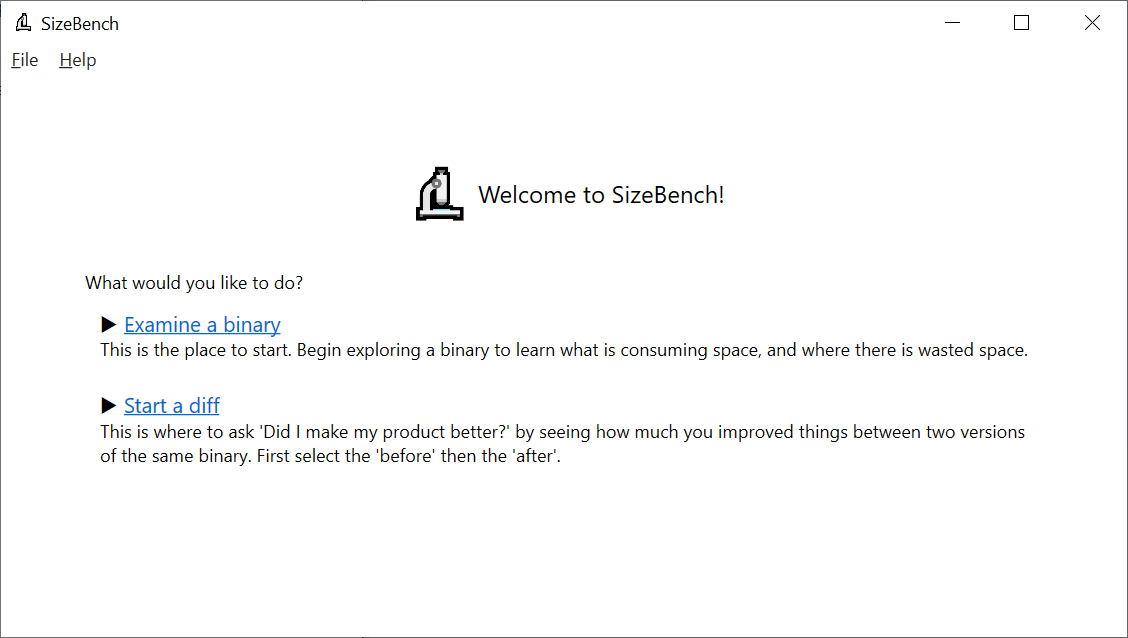 SizeBench
File Help
Welcome to SizeBench!
What would you like to do?
▶ Examine a binary
This is the place to start. Begin exploring a binary to learn what is consuming space, and where there is wasted space.
▶ Start a diff
This is where to ask 'Did I make my product better?' by seeing how much you improved things between two versions
of the same binary. First select the 'before' then the 'after'.